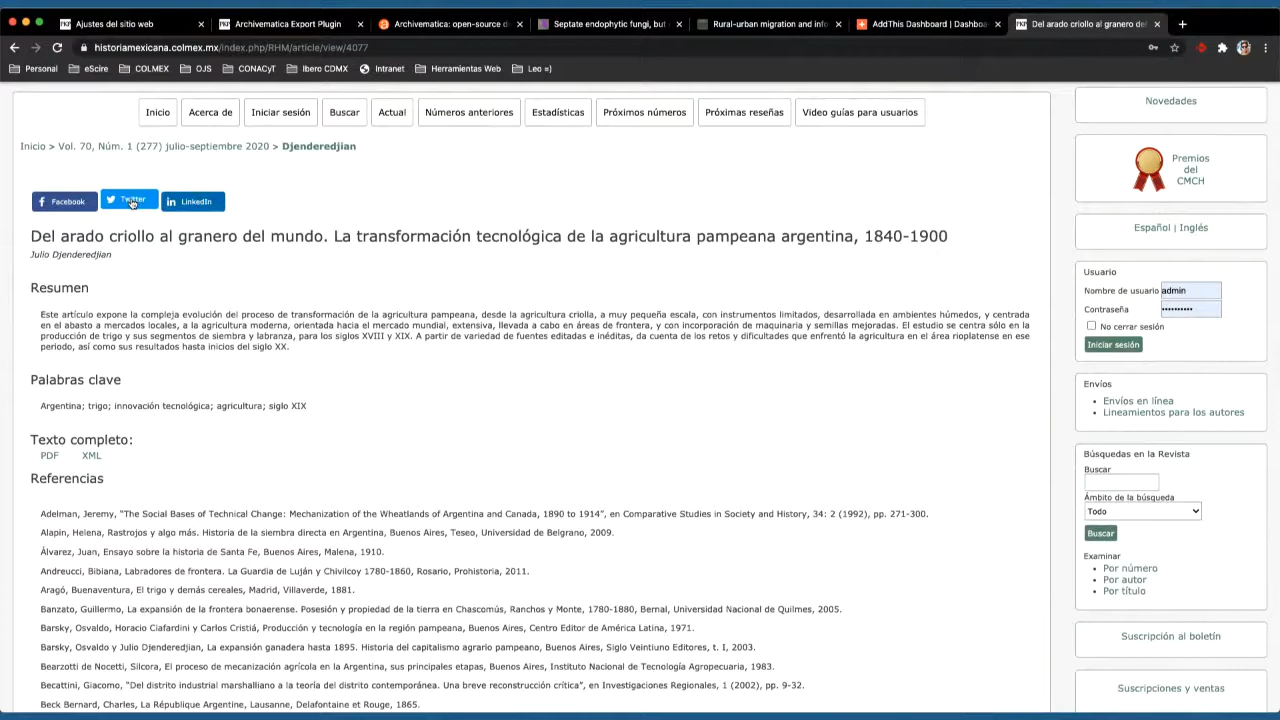 Ajustes del sitio web
Archivematica Export Plugin
Archivematica: open-source d
Septate endophytic fungi, but
Rural-urban migration and info
AddThis Dashboard | Dashboa
Del arado criollo al granero del
historiamexicana.colmex.mx/index.php/RHM/article/view/4077
Personal eScire COLMEX OJS CONACyT Ibero CDMX Intranet Herramientas Web Leo =)
Inicio Acerca de Iniciar sesión Buscar Actual Números anteriores Estadísticas Próximos números Próximas reseñas Video guías para usuarios
Inicio > Vol. 70, Núm. 1 (277) julio-septiembre 2020 > Djenderedjian
Facebook Twitter LinkedIn
Del arado criollo al granero del mundo. La transformación tecnológica de la agricultura pampeana argentina, 1840-1900
Julio Djenderedjian
Resumen
Este artículo expone la compleja evolución del proceso de transformación de la agricultura pampeana, desde la agricultura criolla, a muy pequeña escala, con instrumentos limitados, desarrollada en ambientes húmedos, y centrada
en el abasto a mercados locales, a la agricultura moderna, orientada hacia el mercado mundial, extensiva, llevada a cabo en áreas de frontera, y con incorporación de maquinaria y semillas mejoradas. El estudio se centra sólo en la
producción de trigo y sus segmentos de siembra y labranza, para los siglos XVIII y XIX. A partir de variedad de fuentes editadas e inéditas, da cuenta de los retos y dificultades que enfrentó la agricultura en el área rioplatense en ese
periodo, así como sus resultados hasta inicios del siglo XX.
Palabras clave
Argentina; trigo; innovación tecnológica; agricultura; siglo XIX
Texto completo:
PDF XML
Referencias
Adelman, Jeremy, "The Social Bases of Technical Change: Mechanization of the Wheatlands of Argentina and Canada, 1890 to 1914", en Comparative Studies in Society and History, 34: 2 (1992), pp. 271-300.
Alapin, Helena, Rastrojos y algo más. Historia de la siembra directa en Argentina, Buenos Aires, Teseo, Universidad de Belgrano, 2009.
Álvarez, Juan, Ensayo sobre la historia de Santa Fe, Buenos Aires, Malena, 1910.
Andreucci, Bibiana, Labradores de frontera. La Guardia de Luján y Chivilcoy 1780-1860, Rosario, Prohistoria, 2011.
Aragó, Buenaventura, El trigo y demás cereales, Madrid, Villaverde, 1881.
Banzato, Guillermo, La expansión de la frontera bonaerense. Posesión y propiedad de la tierra en Chascomús, Ranchos y Monte, 1780-1880, Bernal, Universidad Nacional de Quilmes, 2005.
Barsky, Osvaldo, Horacio Ciafardini y Carlos Cristiá, Producción y tecnología en la región pampeana, Buenos Aires, Centro Editor de América Latina, 1971.
Barsky, Osvaldo y Julio Djenderedjian, La expansión ganadera hasta 1895. Historia del capitalismo agrario pampeano, Buenos Aires, Siglo Veintiuno Editores, t. I, 2003.
Bearzotti de Nocetti, Silcora, El proceso de mecanización agrícola en la Argentina, sus principales etapas, Buenos Aires, Instituto Nacional de Tecnología Agropecuaria, 1983.
Becattini, Giacomo, "Del distrito industrial marshalliano a la teoría del distrito contemporánea. Una breve reconstrucción crítica", en Investigaciones Regionales, 1 (2002), pp. 9-32.
Beck Bernard, Charles, La République Argentine, Lausanne, Delafontaine et Rouge, 1865.
Novedades
Premios
del
CMCH
Español | Inglés
Usuario
Nombre de usuario admin
Contraseña ••••••••••
No cerrar sesión
Iniciar sesión
Envíos
• Envíos en línea
• Lineamientos para los autores
Búsquedas en la Revista
Buscar
Ámbito de la búsqueda
Todo
Buscar
Examinar
• Por número
• Por autor
• Por título
Suscripción al boletín
Suscripciones y ventas